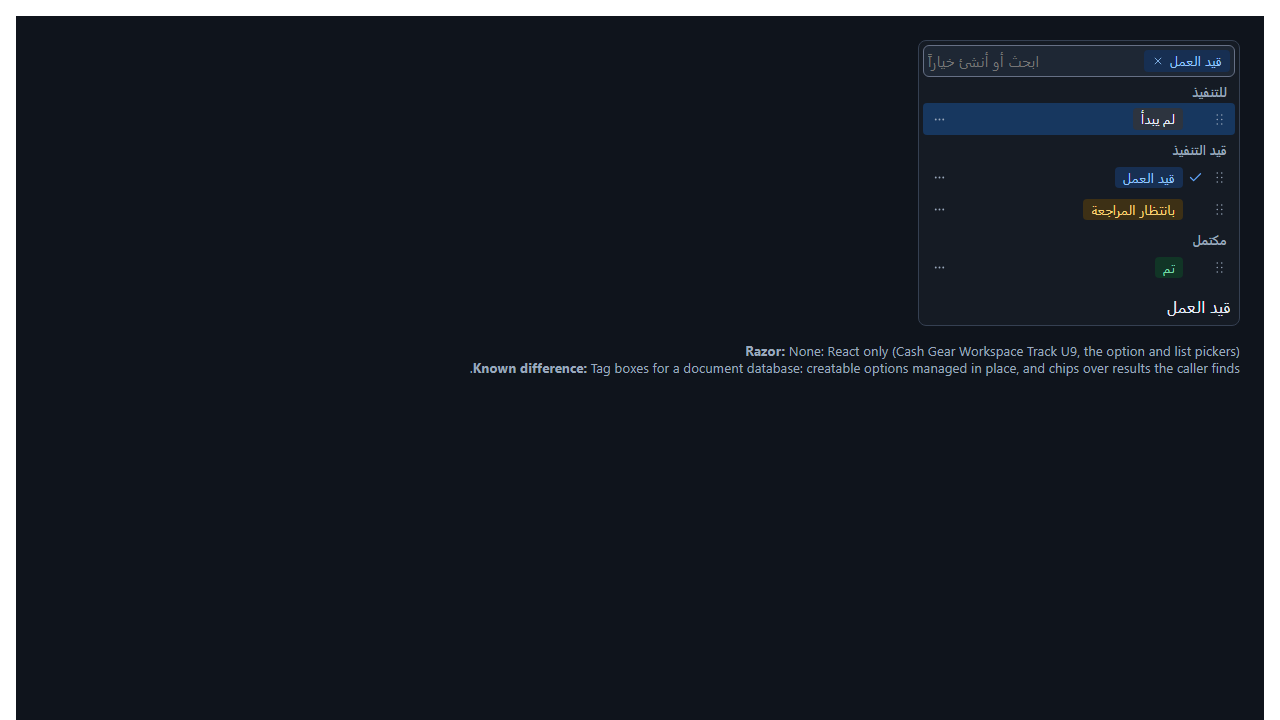 قيد العمل ×
ابحث أو أنشئ خياراً
للتنفيذ
لم يبدأ
قيد التنفيذ
قيد العمل
بانتظار المراجعة
مكتمل
تم
قيد العمل
Razor: None: React only (Cash Gear Workspace Track U9, the option and list pickers)
Known difference: Tag boxes for a document database: creatable options managed in place, and chips over results the caller finds.